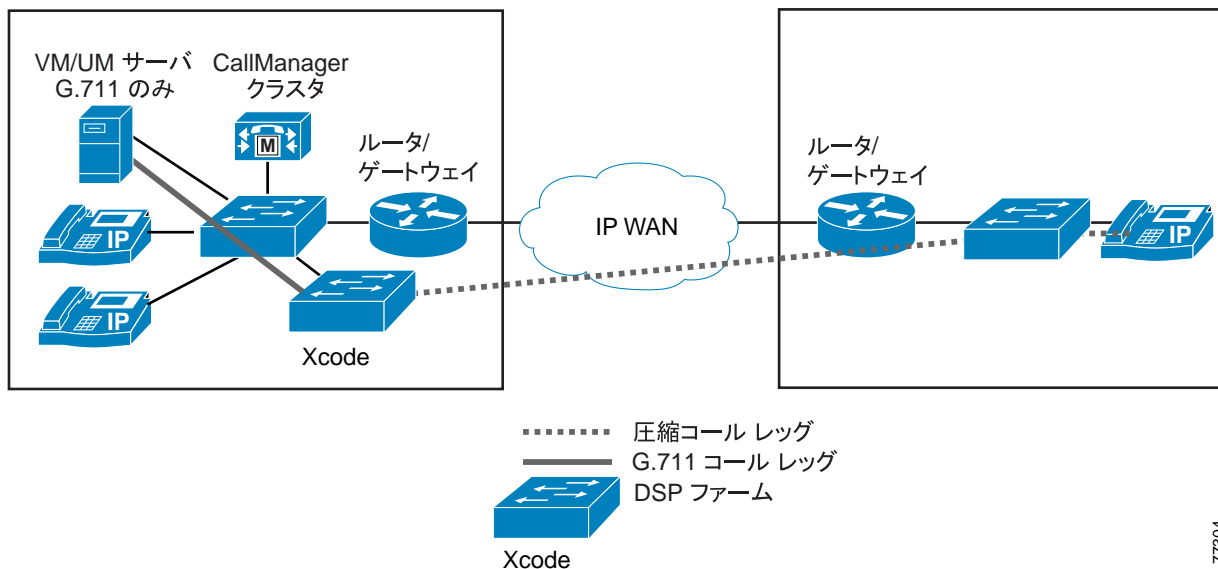 VM/UM サーバ
G.711 のみ
CallManager
クラスタ
M
ルータ/
ゲートウェイ
IP
IP
Xcode
IP WAN
ルータ/
ゲートウェイ
IP
圧縮コール レッグ
G.711 コール レッグ
DSP ファーム
Xcode